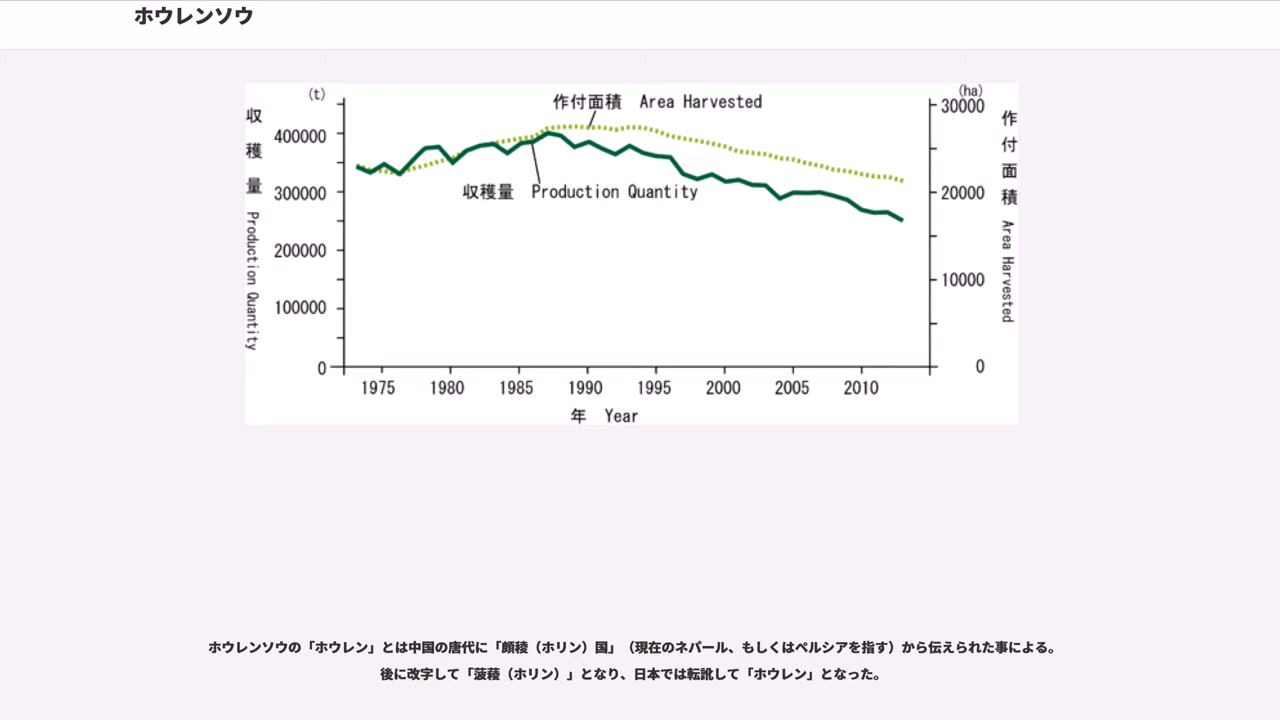 ホウレンソウ
(t)
(ha)
作付面積 Area Harvested
収穫量 Production Quantity
収穫量 Production Quantity
400000
300000
200000
100000
0
30000
20000
10000
0
作付面積 Area Harvested
1975 1980 1985 1990 1995 2000 2005 2010
年 Year
ホウレンソウの「ホウレン」とは中国の唐代に「頗稜（ホリン）国」（現在のネパール、もしくはペルシアを指す）から伝えられた事による。
後に改字して「菠薐（ホリン）」となり、日本では転訛して「ホウレン」となった。